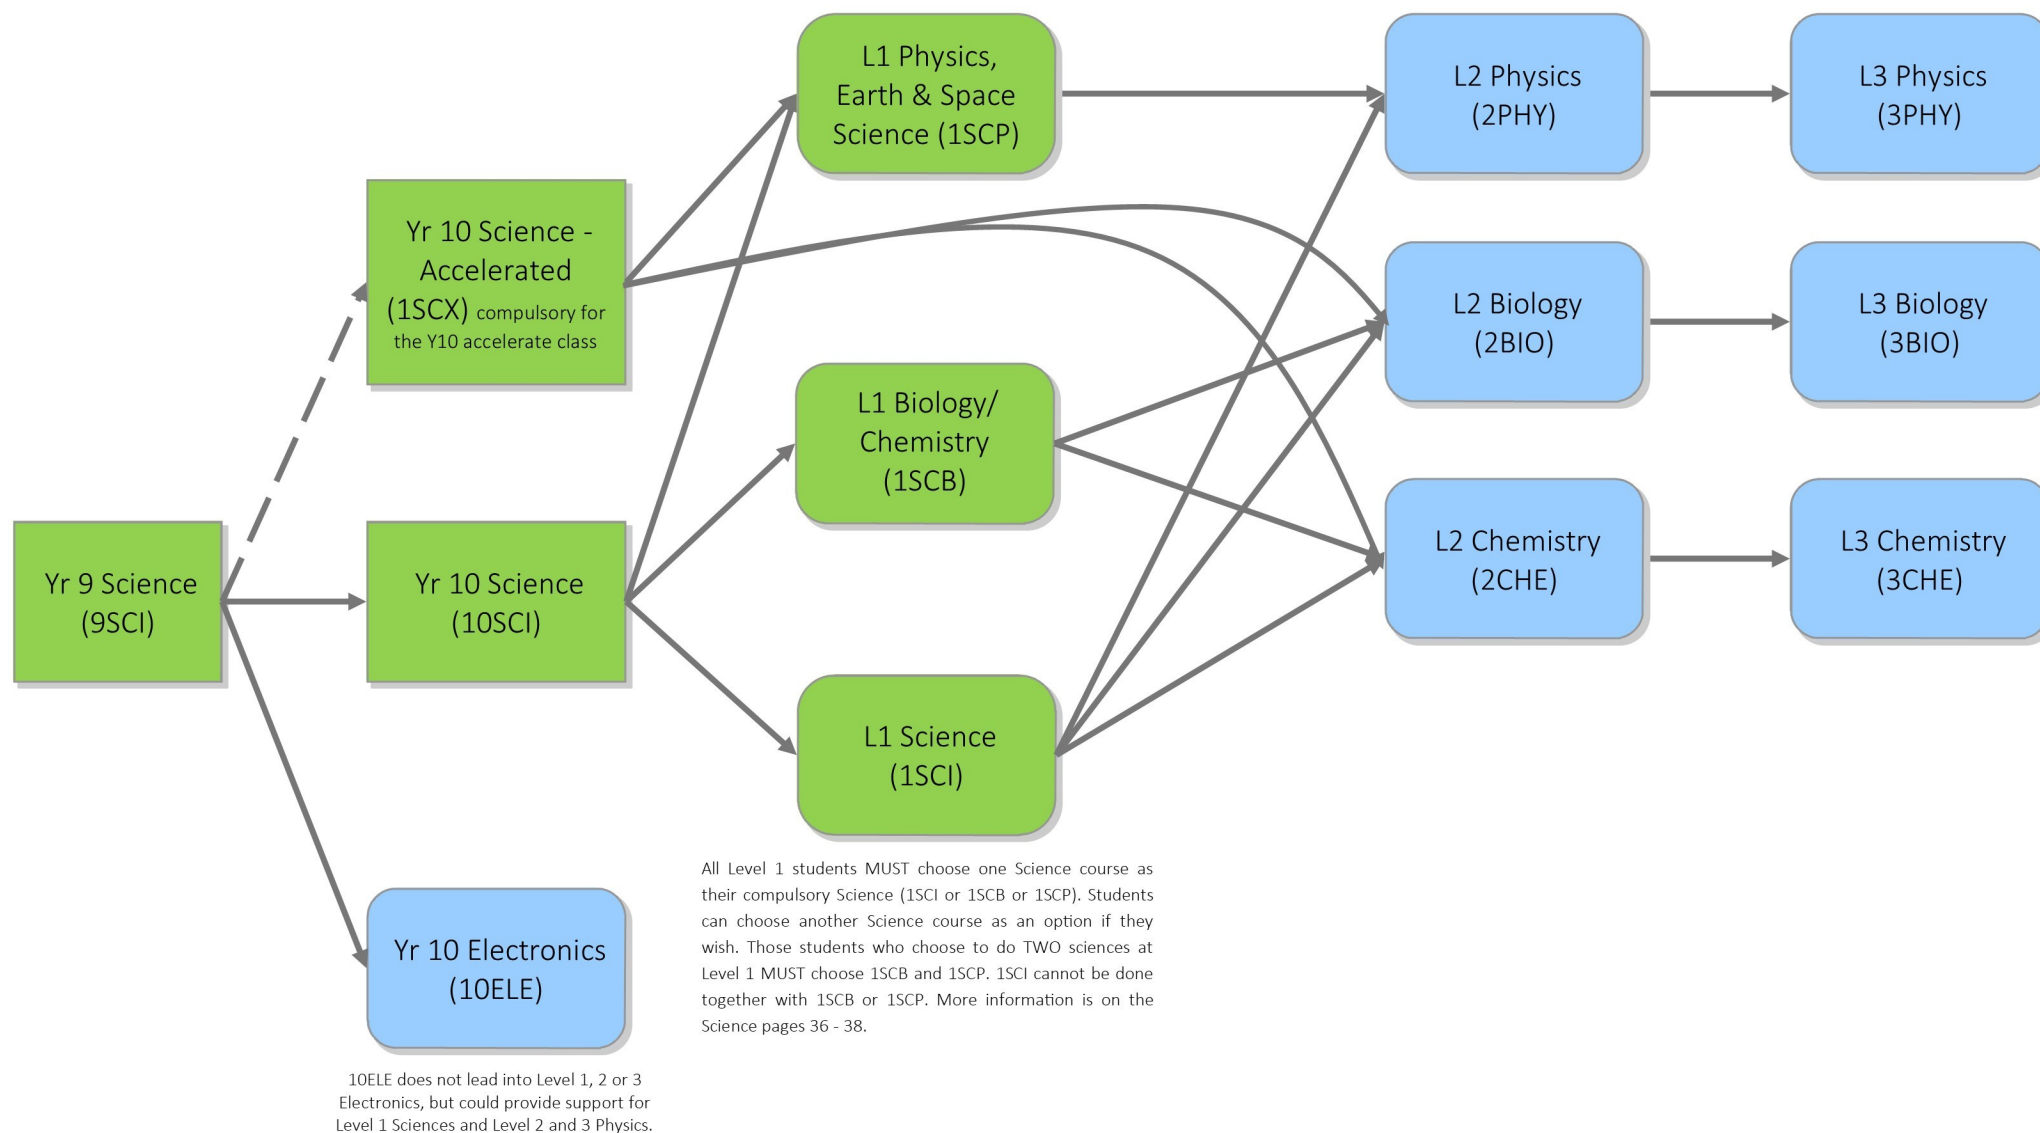 L1 Physics,
Earth & Space
Science (1SCP)
L2 Physics
(2PHY)
L3 Physics
(3PHY)
Yr 10 Science -
Accelerated
(1SCX) compulsory for
the Y10 accelerate class
L2 Biology
(2BIO)
L3 Biology
(3BIO)
L1 Biology/
Chemistry
(1SCB)
L2 Chemistry
(2CHE)
L3 Chemistry
(3CHE)
Yr 9 Science
(9SCI)
Yr 10 Science
(10SCI)
L1 Science
(1SCI)
All Level 1 students MUST choose one Science course as
their compulsory Science (1SCI or 1SCB or 1SCP). Students
can choose another Science course as an option if they
wish. Those students who choose to do TWO sciences at
Level 1 MUST choose 1SCB and 1SCP. 1SCI cannot be done
together with 1SCB or 1SCP. More information is on the
Science pages 36 - 38.
Yr 10 Electronics
(10ELE)
10ELE does not lead into Level 1, 2 or 3
Electronics, but could provide support for
Level 1 Sciences and Level 2 and 3 Physics.